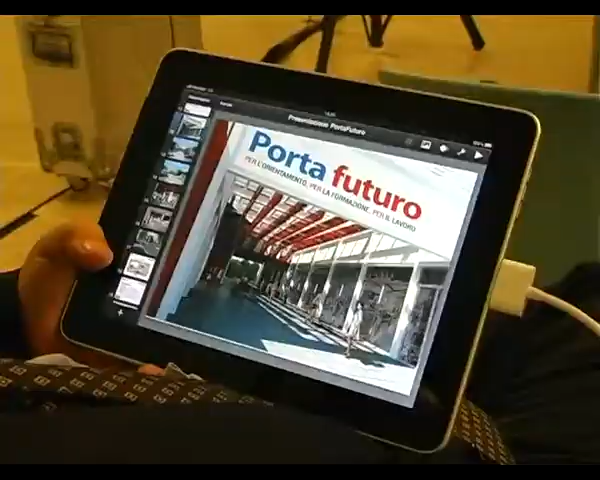 Presentazione PortaFuturo
Porta futuro
PER L'ORIENTAMENTO, PER LA FORMAZIONE, PER IL LAVORO